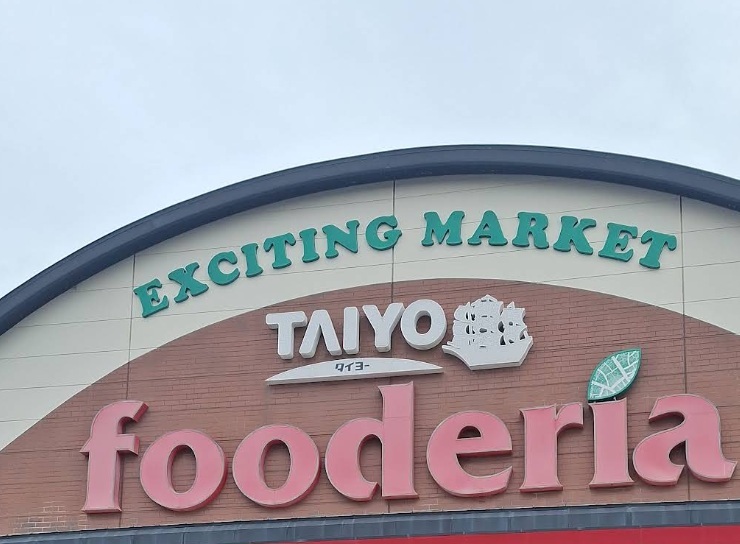 EXCITING MARKET
TAIYO
タイヨー
fooderia